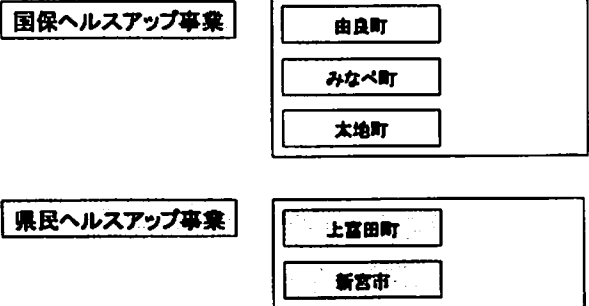 国保ヘルスアップ事業
由良町
みなべ町
太地町
県民ヘルスアップ事業
上富田町
新宮市